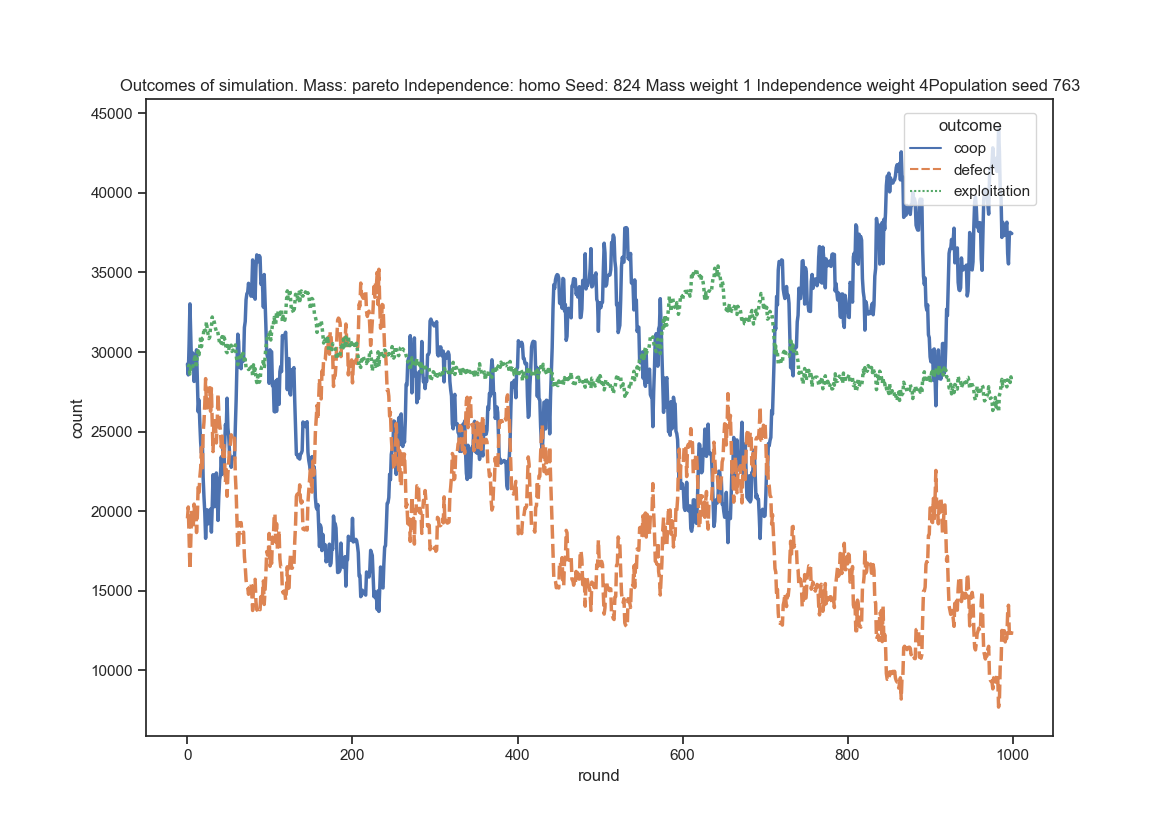 Outcomes of simulation. Mass: pareto Independence: homo Seed: 824 Mass weight 1 Independence weight 4Population seed 763
45000
40000
35000
30000
25000
20000
15000
10000
count
outcome
coop
defect
exploitation
0
200
400
600
800
1000
round